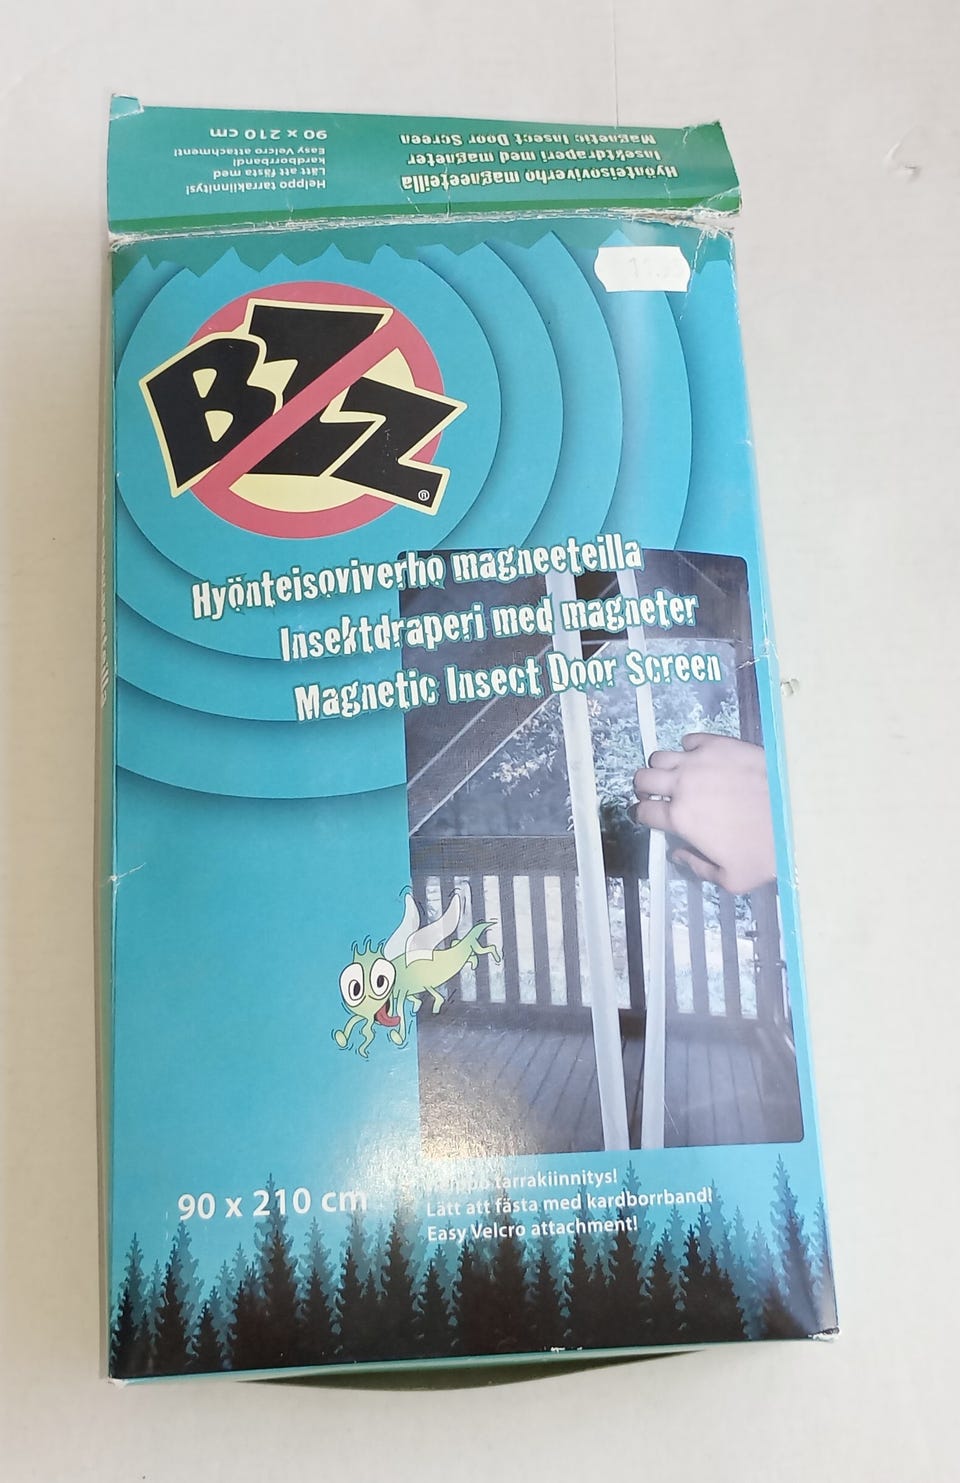 Hyönteisoviverho magneeteilla
Insektdraperi med magneter
Magnetic Insect Door Screen
Helppo tarrakiinnitys!
Lätt att fästa med
kardborrband!
Easy Velcro attachment!
90 x 210 cm
BZZZ®
Hyönteisoviverho magneeteilla
Insektdraperi med magneter
Magnetic Insect Door Screen
90 x 210 cm
tarrakiinnitys!
Lätt att fästa med kardborrband!
Easy Velcro attachment!